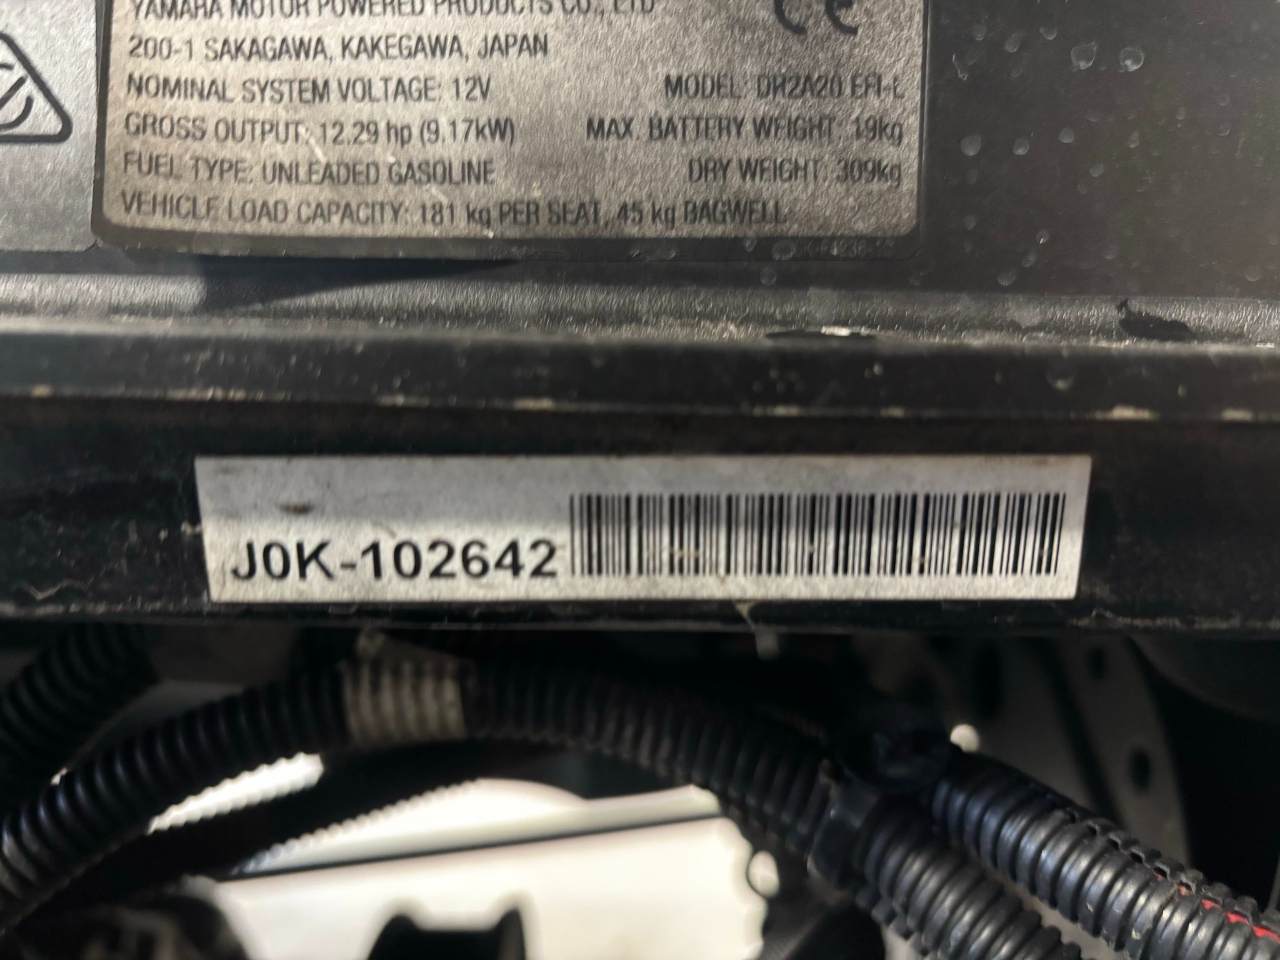 YAMAHA MOTOR POWERED PRODUCTS CO., LTD
CE
200-1 SAKAGAWA, KAKEGAWA, JAPAN
NOMINAL SYSTEM VOLTAGE: 12V MODEL: DR2A20 EFI-L
GROSS OUTPUT: 12.29 hp (9.17kW) MAX. BATTERY WEIGHT: 19kg
FUEL TYPE: UNLEADED GASOLINE DRY WEIGHT: 309kg
VEHICLE LOAD CAPACITY: 181 kg PER SEAT, 45 kg BAGWELL
J0K-102642